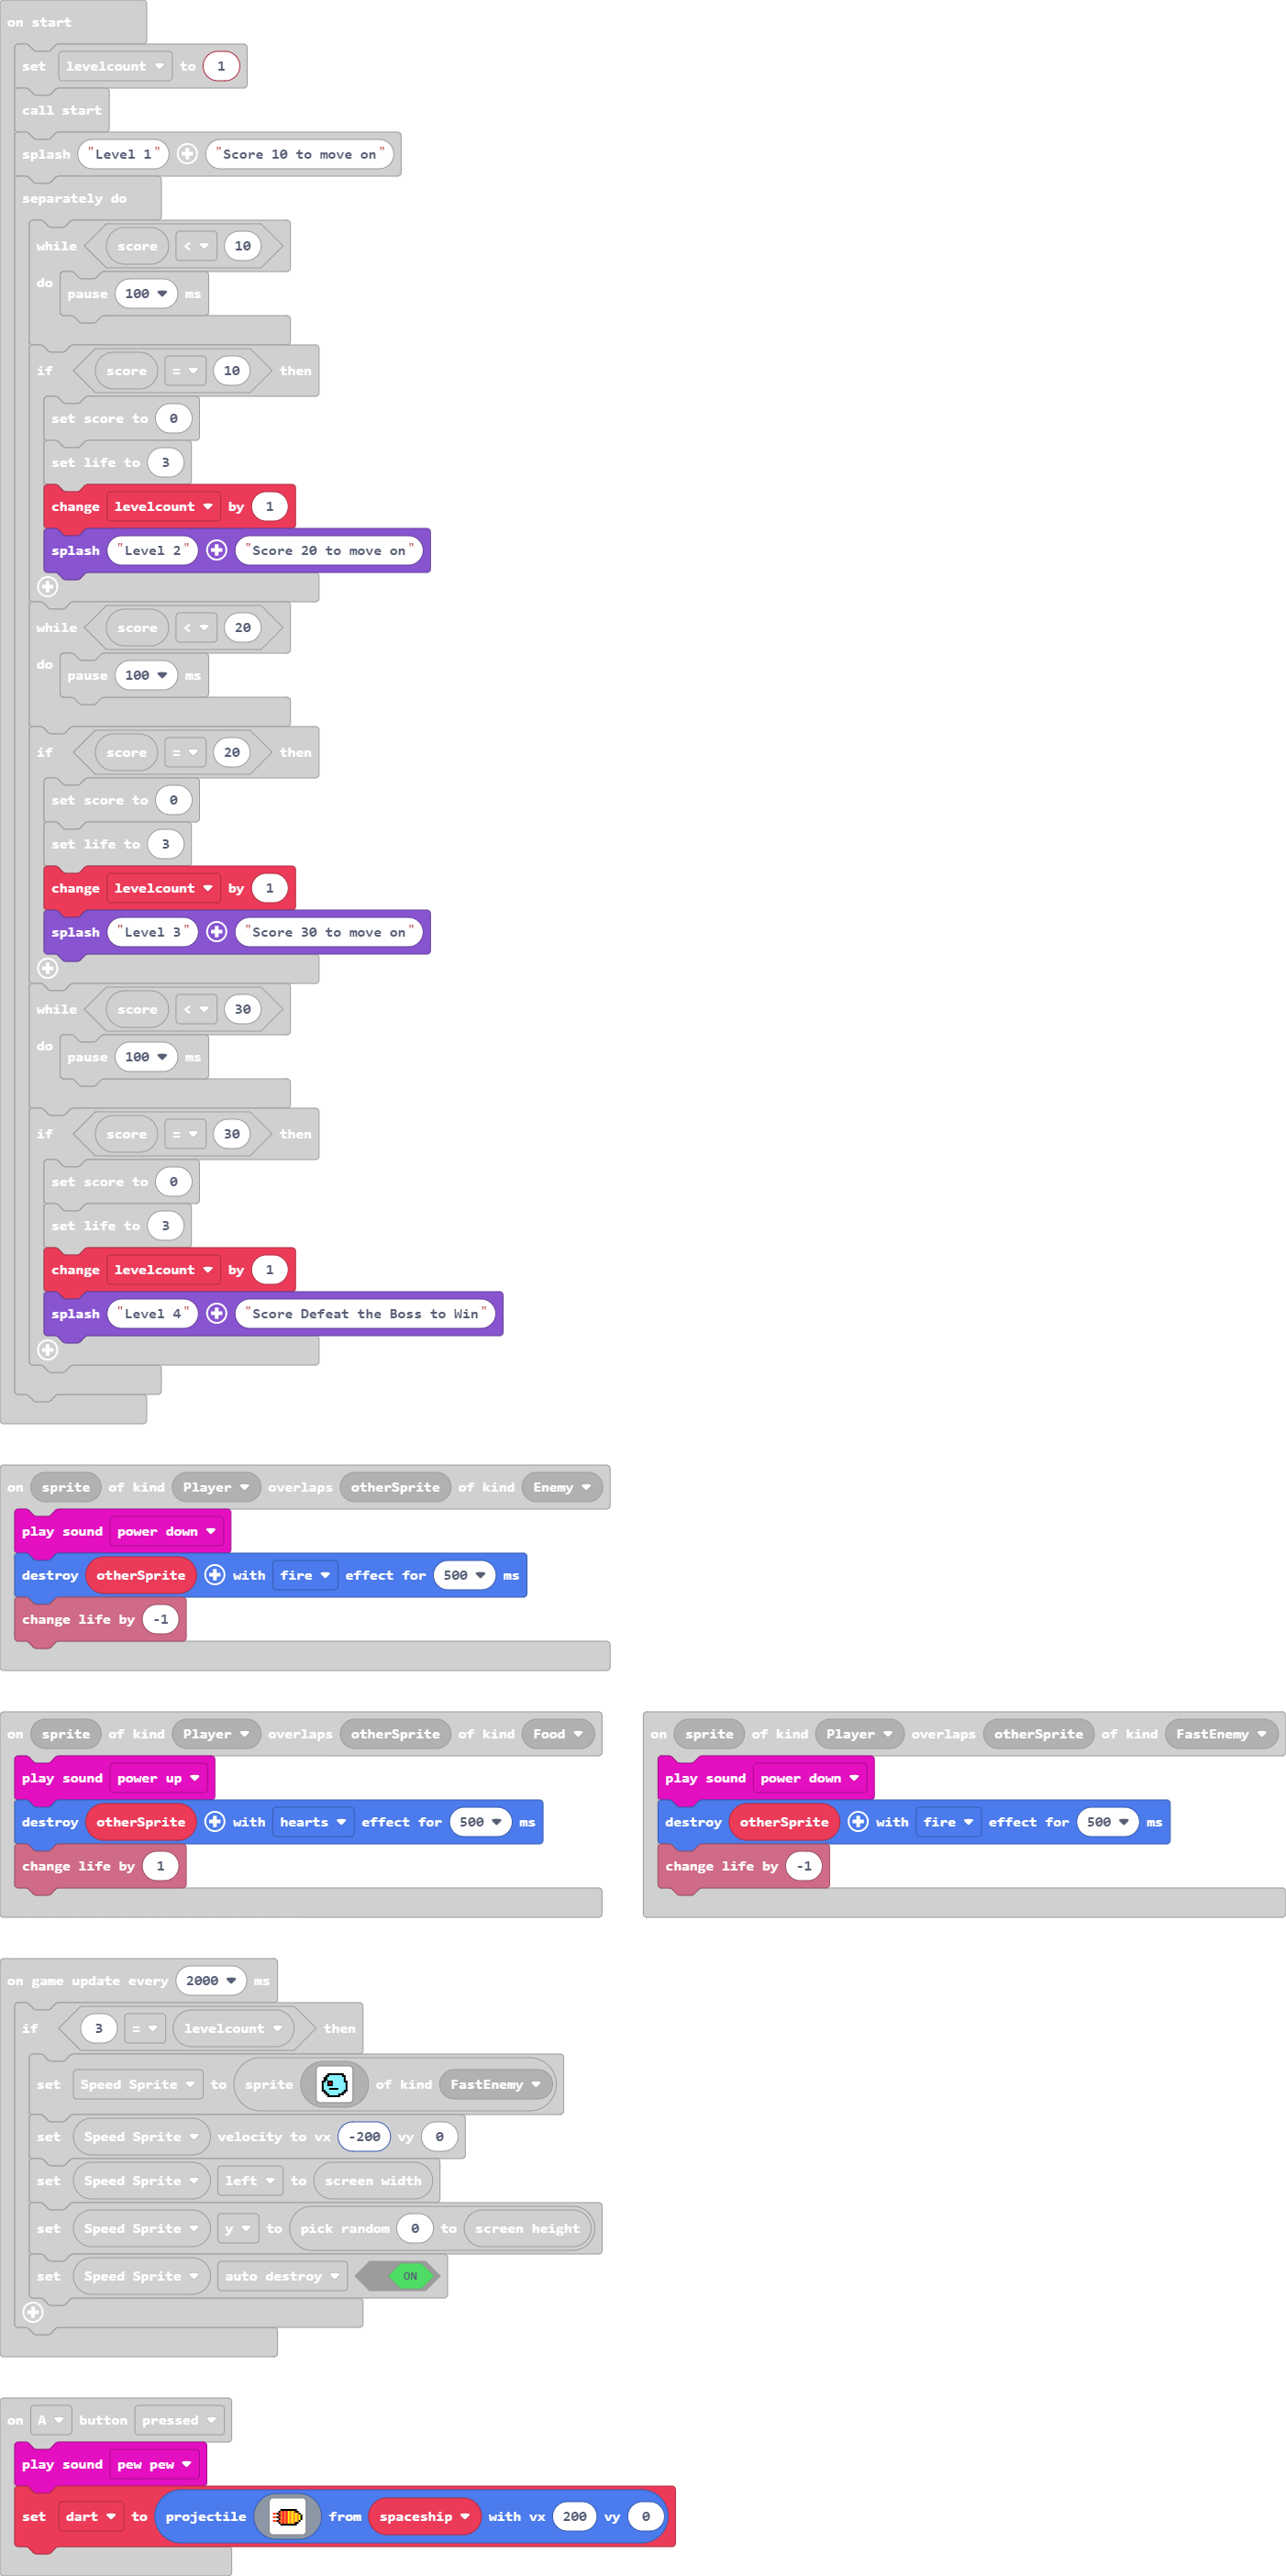 on start
set levelcount to 1
call start
splash "Level 1" "Score 10 to move on"
separately do
while score < 10
do pause 100 ms
if score = 10 then
set score to 0
set life to 3
change levelcount by 1
splash "Level 2" "Score 20 to move on"
while score < 20
do pause 100 ms
if score = 20 then
set score to 0
set life to 3
change levelcount by 1
splash "Level 3" "Score 30 to move on"
while score < 30
do pause 100 ms
if score = 30 then
set score to 0
set life to 3
change levelcount by 1
splash "Level 4" "Score Defeat the Boss to Win"
on sprite of kind Player overlaps otherSprite of kind Enemy
play sound power down
destroy otherSprite with fire effect for 500 ms
change life by -1
on sprite of kind Player overlaps otherSprite of kind Food
play sound power up
destroy otherSprite with hearts effect for 500 ms
change life by 1
on sprite of kind Player overlaps otherSprite of kind FastEnemy
play sound power down
destroy otherSprite with fire effect for 500 ms
change life by -1
on game update every 2000 ms
if 3 = levelcount then
set Speed Sprite to sprite of kind FastEnemy
set Speed Sprite velocity to vx -200 vy 0
set Speed Sprite left to screen width
set Speed Sprite y to pick random 0 to screen height
set Speed Sprite auto destroy ON
on A button pressed
play sound pew pew
set dart to projectile from spaceship with vx 200 vy 0